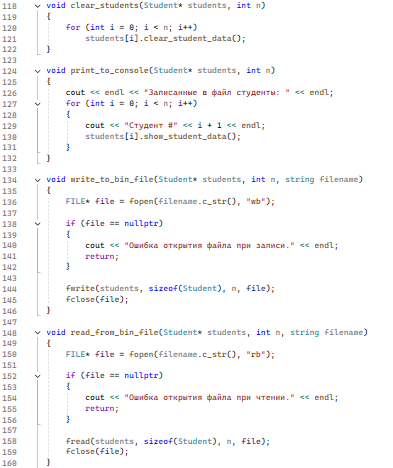 118 void clear_students(Student* students, int n)
119 {
120 for (int i = 0; i < n; i++)
121 students[i].clear_student_data();
122 }
123
124 void print_to_console(Student* students, int n)
125 {
126 cout << endl << "Записанные в файл студенты: " << endl;
127 for (int i = 0; i < n; i++)
128 {
129 cout << "Студент #" << i + 1 << endl;
130 students[i].show_student_data();
131 }
132 }
133
134 void write_to_bin_file(Student* students, int n, string filename)
135 {
136 FILE* file = fopen(filename.c_str(), "wb");
137
138 if (file == nullptr)
139 {
140 cout << "Ошибка открытия файла при записи." << endl;
141 return;
142 }
143
144 fwrite(students, sizeof(Student), n, file);
145 fclose(file);
146 }
147
148 void read_from_bin_file(Student* students, int n, string filename)
149 {
150 FILE* file = fopen(filename.c_str(), "rb");
151
152 if (file == nullptr)
153 {
154 cout << "Ошибка открытия файла при чтении." << endl;
155 return;
156 }
157
158 fread(students, sizeof(Student), n, file);
159 fclose(file);
160 }